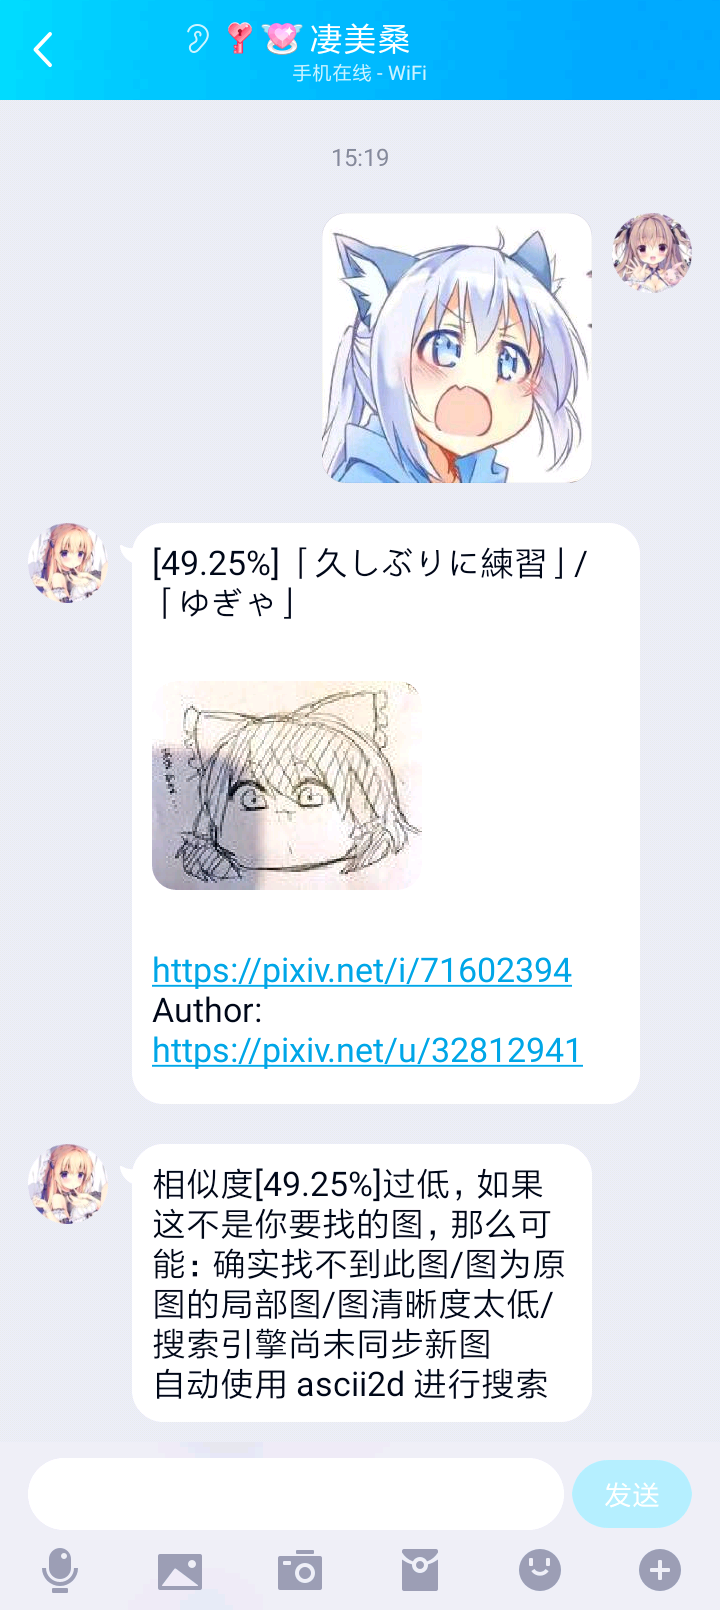 凄美桑
手机在线 - WiFi
15:19
[49.25%]「久しぶりに練習」/
「ゆぎゃ」
https://pixiv.net/i/71602394
Author:
https://pixiv.net/u/32812941
相似度[49.25%]过低，如果
这不是你要找的图，那么可
能：确实找不到此图/图为原
图的局部图/图清晰度太低/
搜索引擎尚未同步新图
自动使用 ascii2d 进行搜索
发送